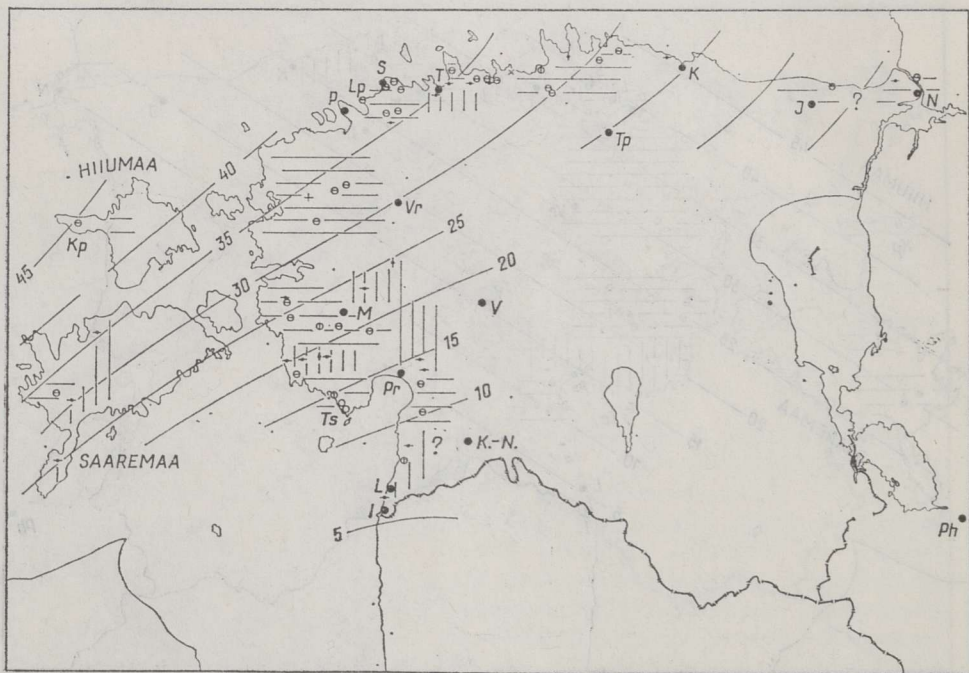 S
T
Lp
P
K
J
?
N
Tp
HIIUMAA
40
Kp
Vr
35
45
25
30
20
M
V
15
Pr
10
Ts
?
K.-N.
SAAREMAA
L
I
5
Ph